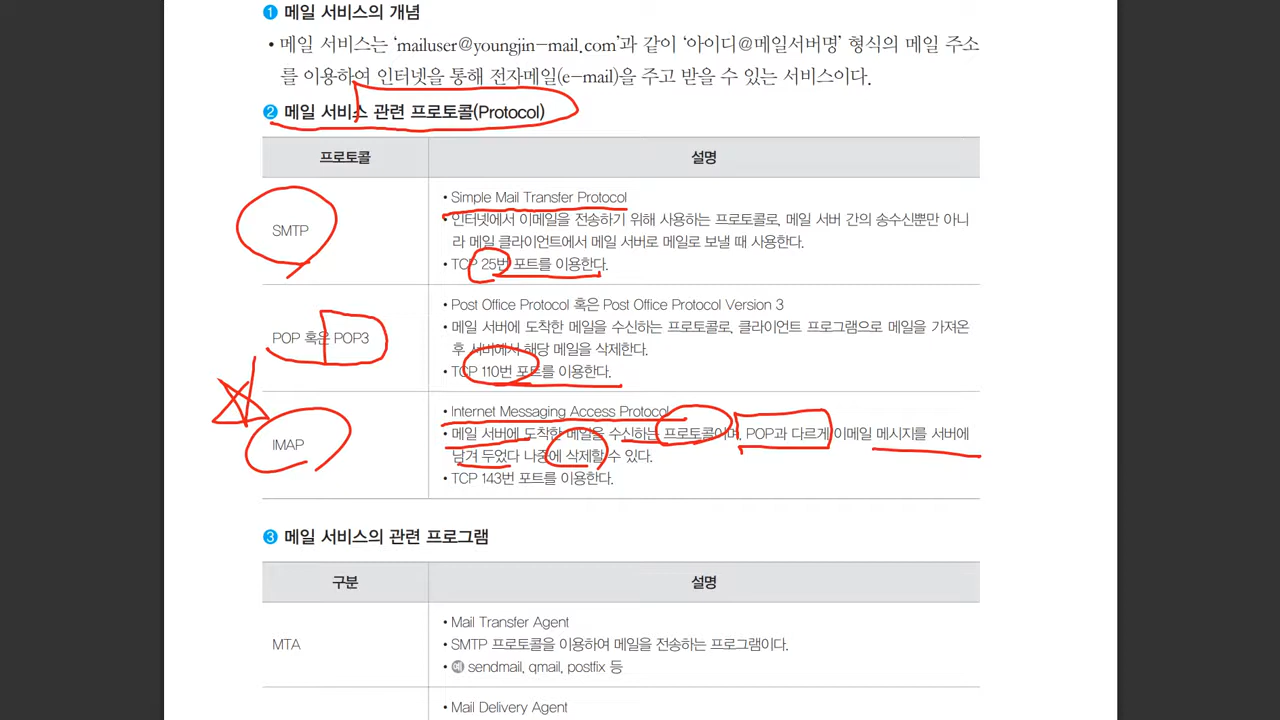 ❶ 메일 서비스의 개념
• 메일 서비스는 ‘mailuser@youngjin-mail.com’과 같이 ‘아이디@메일서버명’ 형식의 메일 주소
를 이용하여 인터넷을 통해 전자메일(e-mail)을 주고 받을 수 있는 서비스이다.
❷ 메일 서비스 관련 프로토콜(Protocol)
프로토콜 설명
SMTP
• Simple Mail Transfer Protocol
• 인터넷에서 이메일을 전송하기 위해 사용하는 프로토콜로, 메일 서버 간의 송수신뿐만 아니
라 메일 클라이언트에서 메일 서버로 메일로 보낼 때 사용한다.
• TCP 25번 포트를 이용한다.
POP 혹은 POP3
• Post Office Protocol 혹은 Post Office Protocol Version 3
• 메일 서버에 도착한 메일을 수신하는 프로토콜로, 클라이언트 프로그램으로 메일을 가져온
후 서버에서 해당 메일을 삭제한다.
• TCP 110번 포트를 이용한다.
IMAP
• Internet Messaging Access Protocol
• 메일 서버에 도착한 메일을 수신하는 프로토콜이며, POP과 다르게 이메일 메시지를 서버에
남겨 두었다 나중에 삭제할 수 있다.
• TCP 143번 포트를 이용한다.
❸ 메일 서비스의 관련 프로그램
구분 설명
MTA
• Mail Transfer Agent
• SMTP 프로토콜을 이용하여 메일을 전송하는 프로그램이다.
• 예 sendmail, qmail, postfix 등
• Mail Delivery Agent